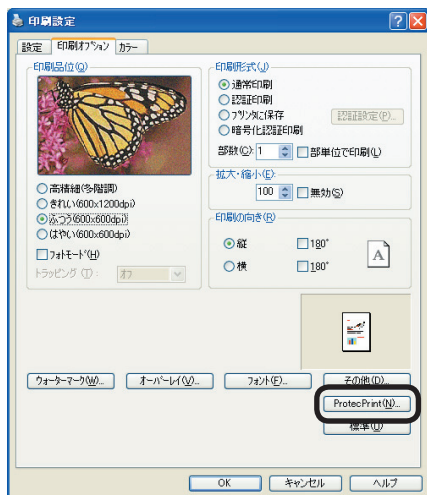 印刷設定
設定 印刷オプション カラー
印刷品位(Q)
高精細(多階調)
きれい(600x1200dpi)
ふつう(600x600dpi)
はやい(600x600dpi)
フォトモード(H)
トラッピング (T): オフ
印刷形式(J)
通常印刷
認証印刷
プリンタに保存
暗号化認証印刷
認証設定(P)...
部数(C): 1 部単位で印刷(L)
拡大・縮小(E):
100 無効(S)
印刷の向き(R)
縦 180°
横 180°
A
ウォーターマーク(W)... オーバーレイ(V)... フォント(F)... その他(D)...
ProtecPrint(N)...
標準(U)
OK キャンセル ヘルプ